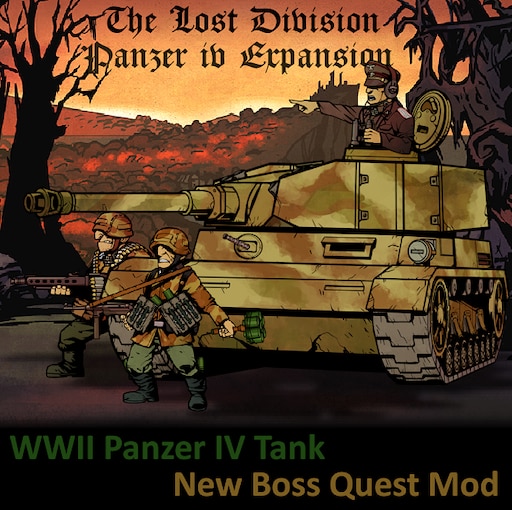 The Lost Division
Panzer iv Expansion
WWII Panzer IV Tank
New Boss Quest Mod